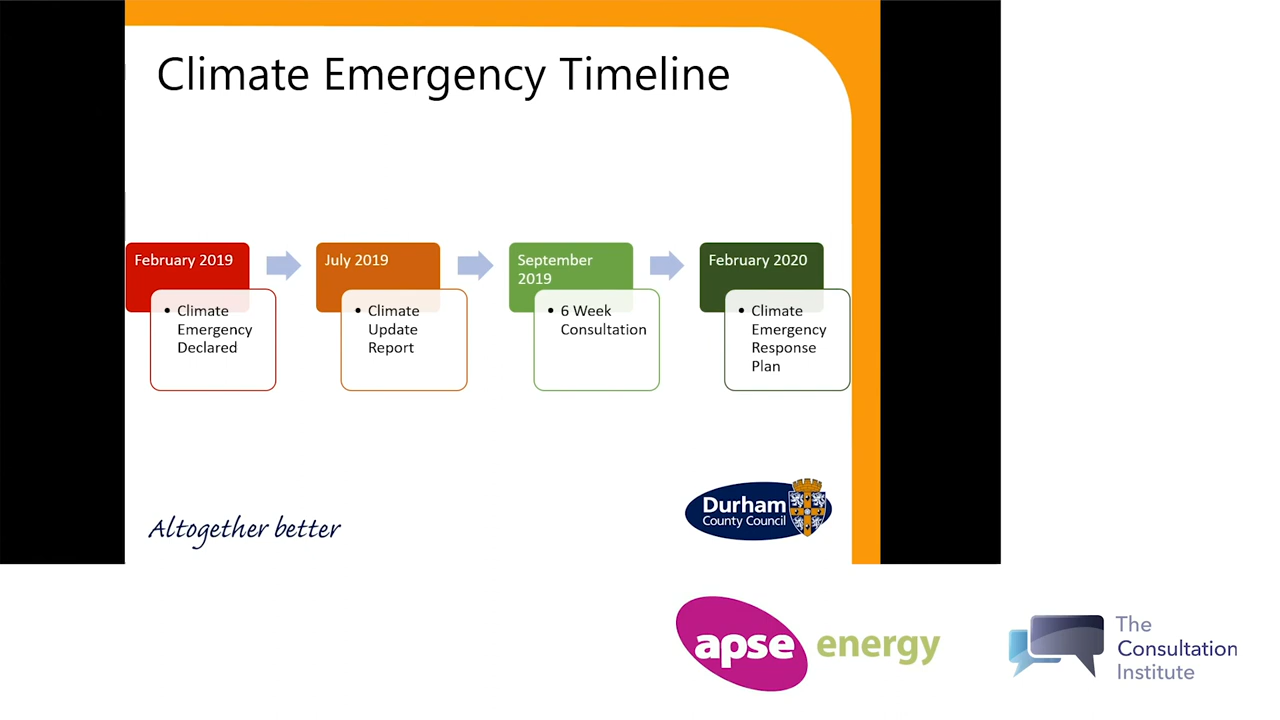 Climate Emergency Timeline
February 2019
• Climate
Emergency
Declared
July 2019
• Climate
Update
Report
September
2019
• 6 Week
Consultation
February 2020
• Climate
Emergency
Response
Plan
Altogether better
Durham
County Council
apse energy
The
Consultation
Institute